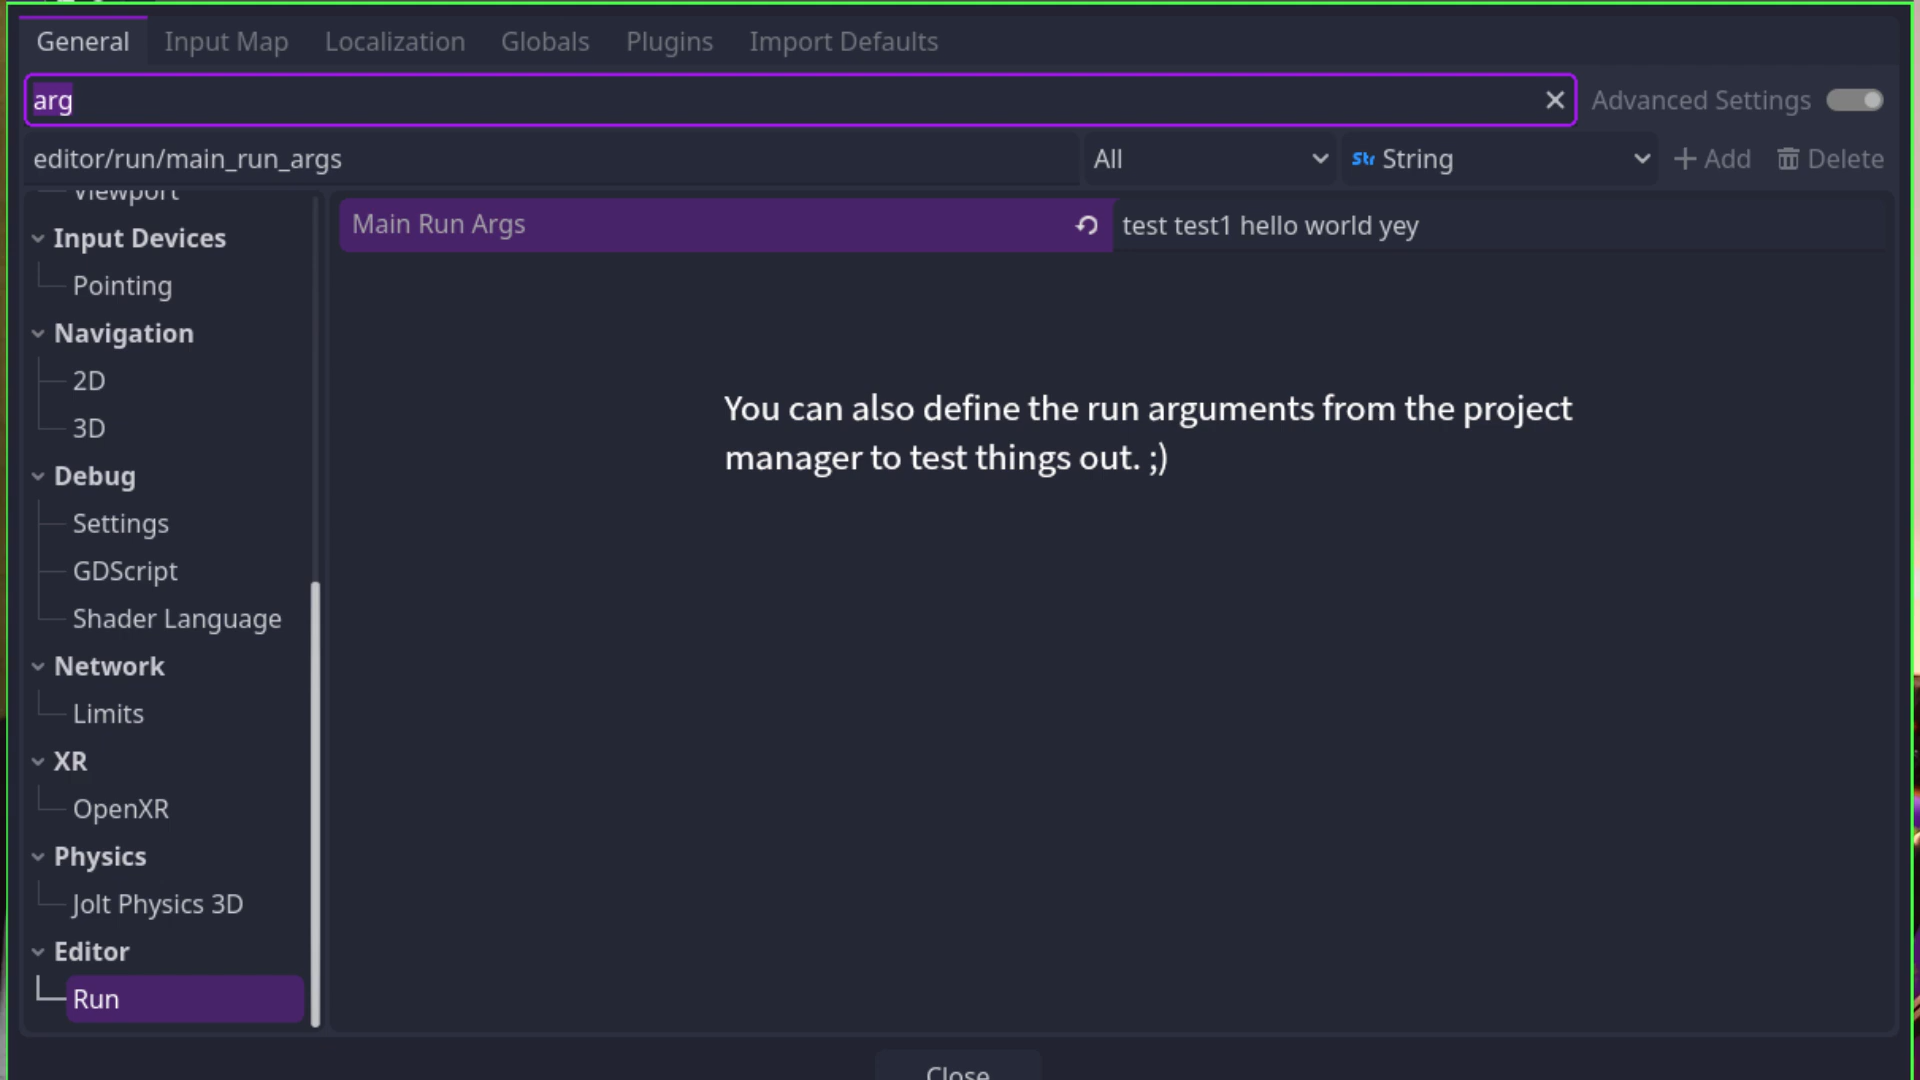 General Input Map Localization Globals Plugins Import Defaults
arg
Advanced Settings
editor/run/main_run_args All Str String + Add Delete
Viewport
Input Devices
Pointing
Navigation
2D
3D
Debug
Settings
GDScript
Shader Language
Network
Limits
XR
OpenXR
Physics
Jolt Physics 3D
Editor
Run
Main Run Args test test1 hello world yey
You can also define the run arguments from the project
manager to test things out. ;)
Close